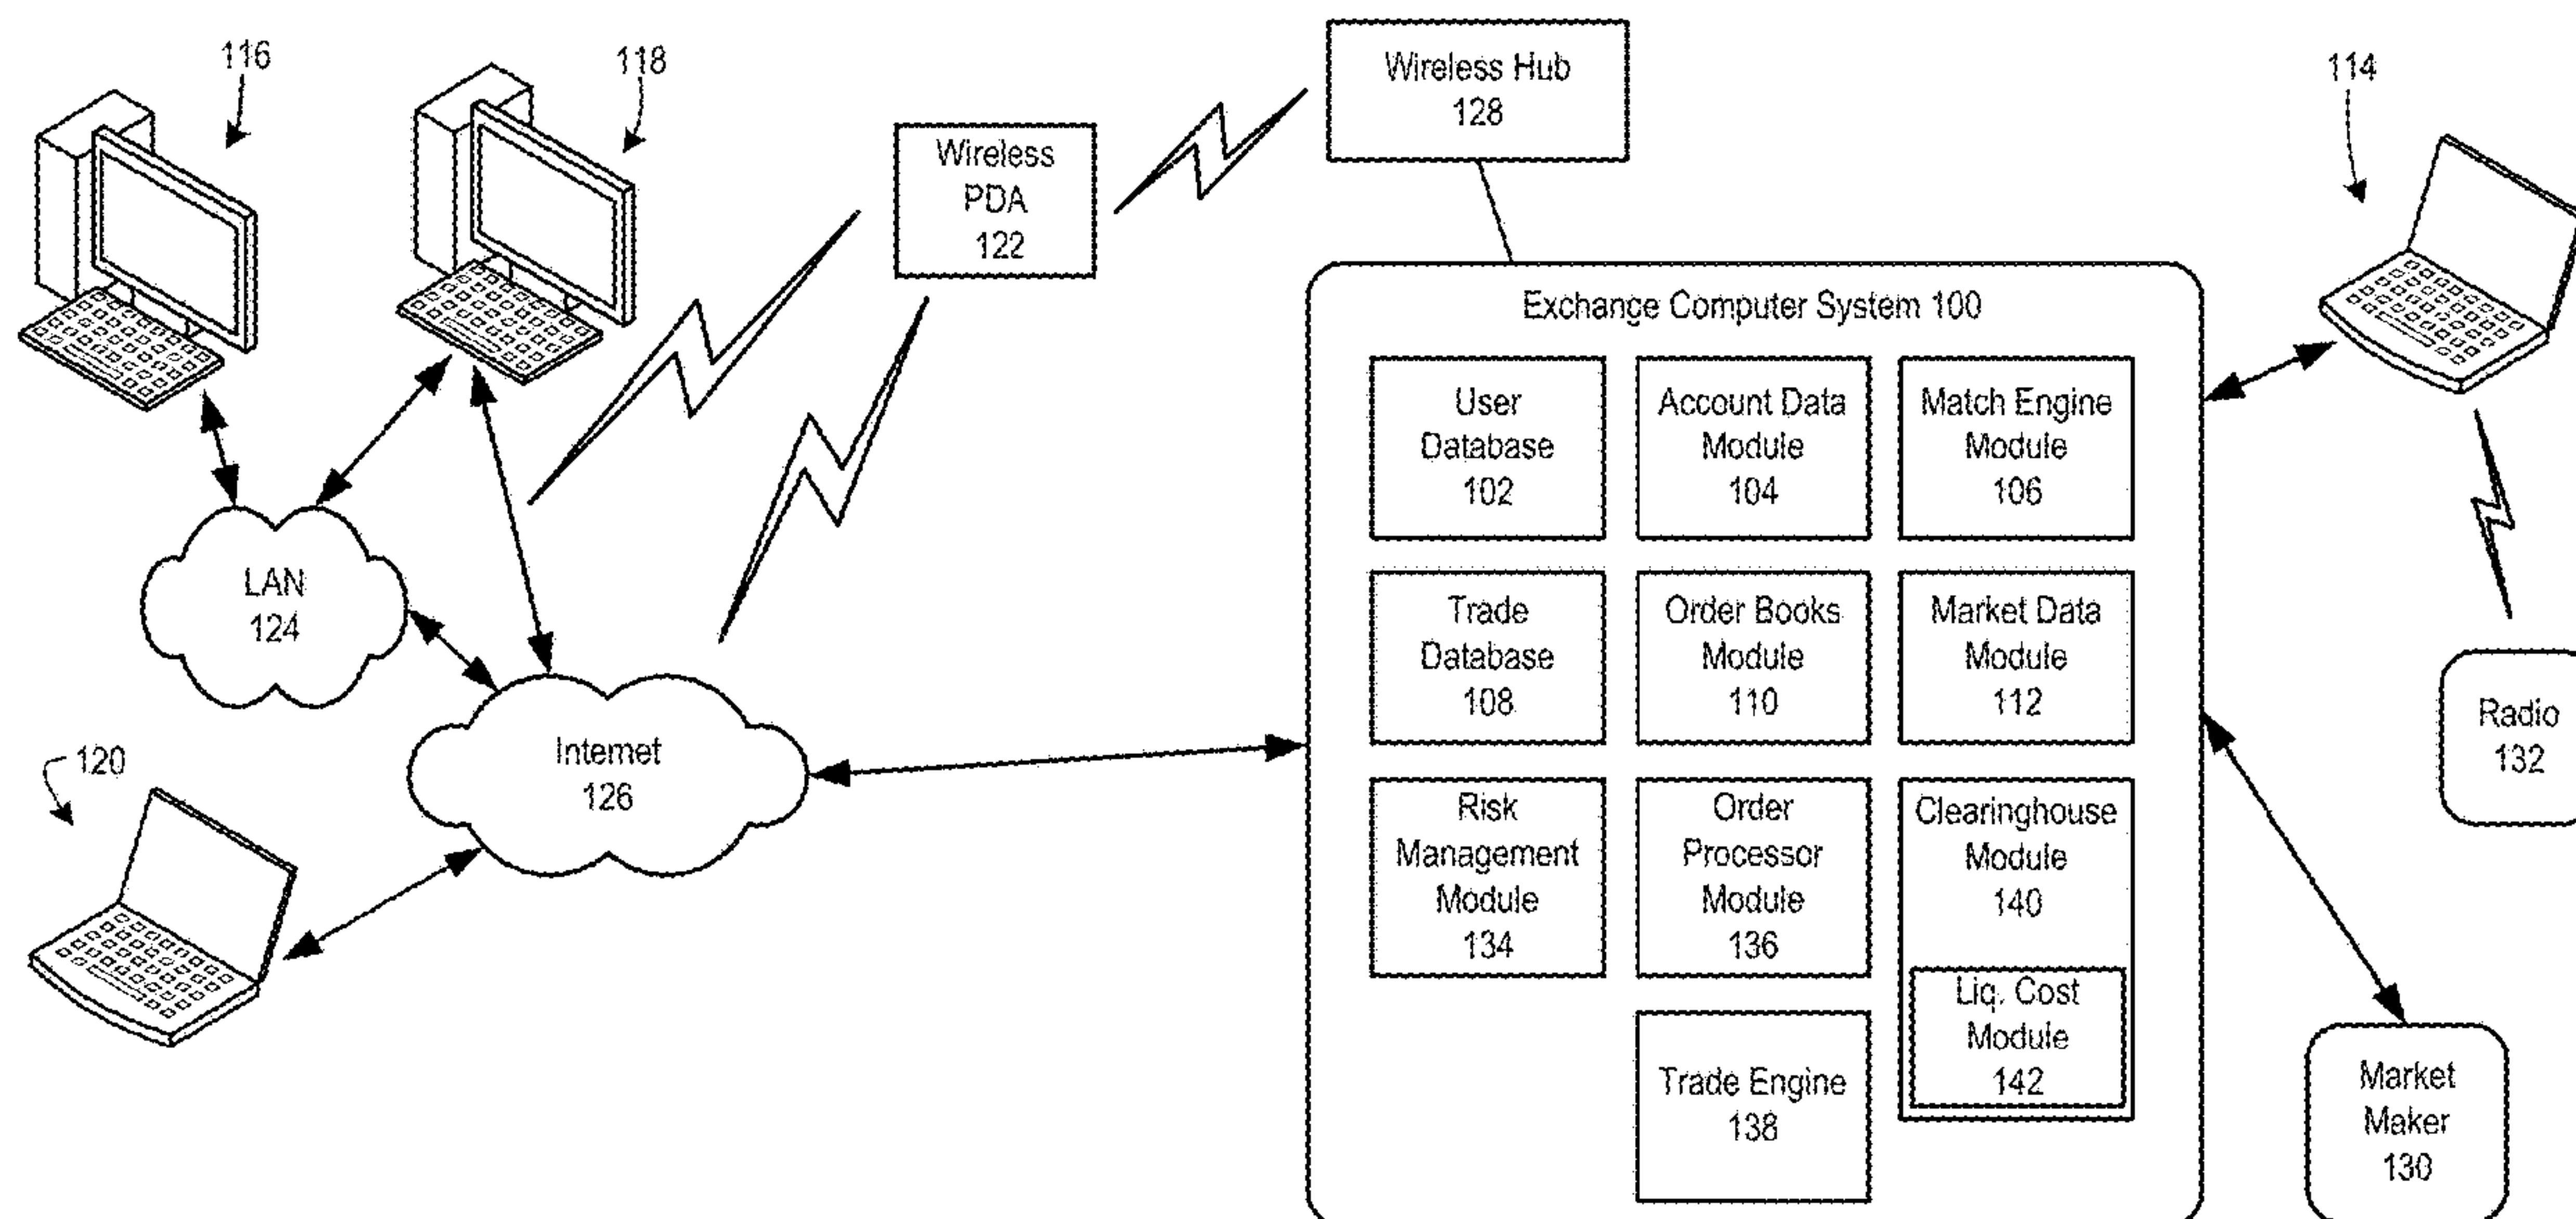 116
118
Wireless Hub
128
114
Wireless
PDA
122
Exchange Computer System 100
User
Database
102
Account Data
Module
104
Match Engine
Module
106
LAN
124
Trade
Database
108
Order Books
Module
110
Market Data
Module
112
Radio
132
120
Internet
126
Risk
Management
Module
134
Order
Processor
Module
136
Clearinghouse
Module
140
Liq. Cost
Module
142
Trade Engine
138
Market
Maker
130